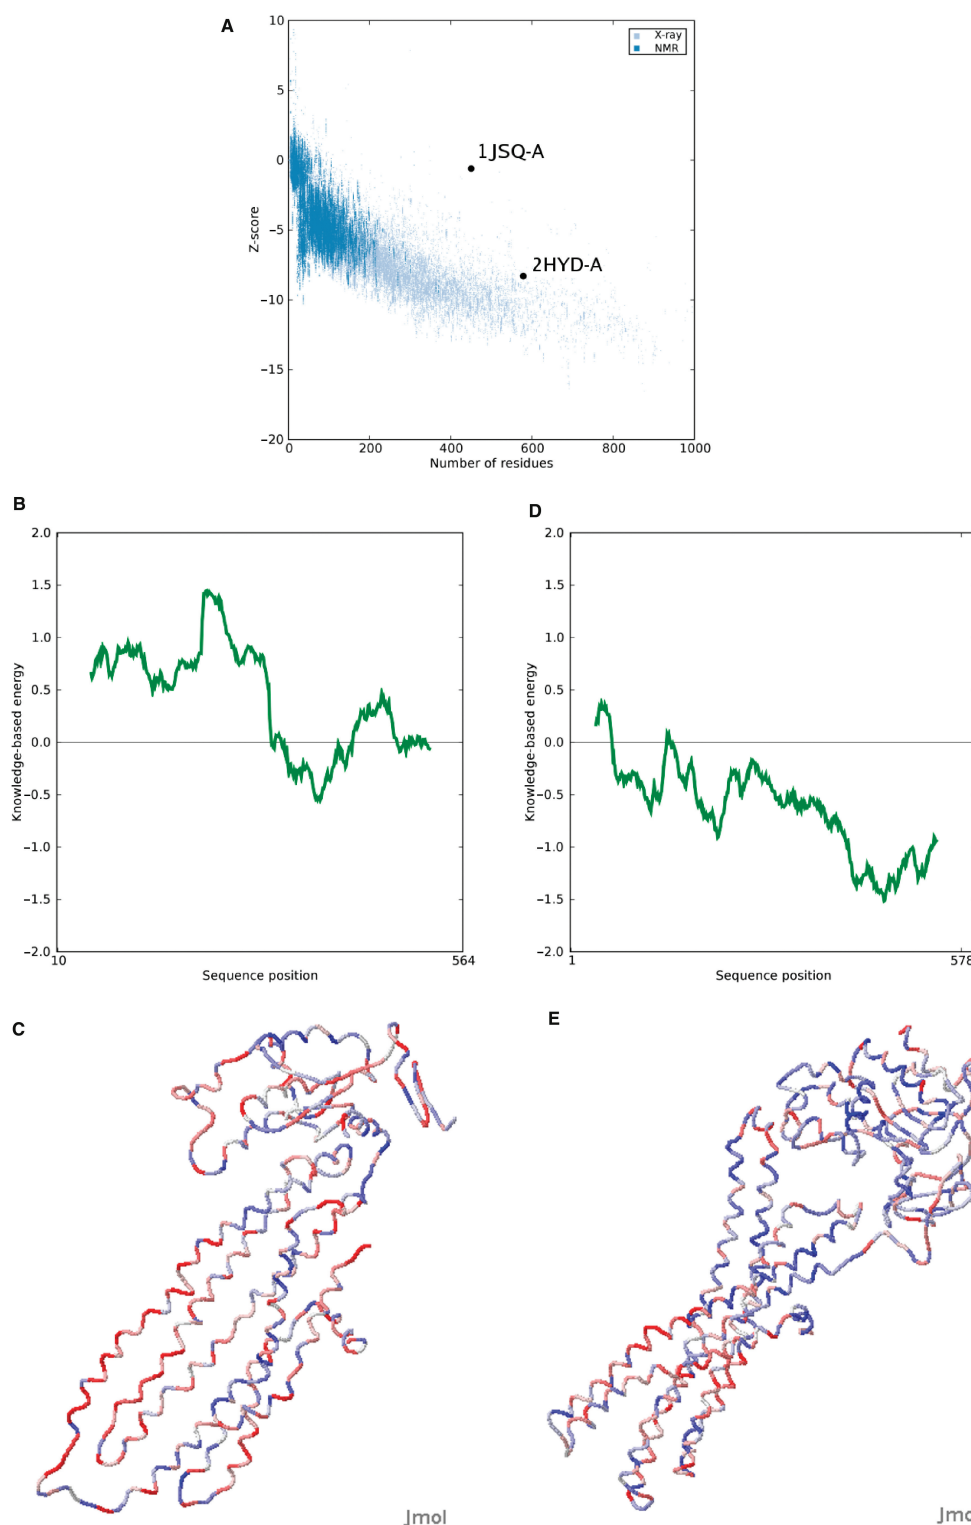 A
10
5
0
−5
−10
−15
−20
Z-score
X-ray
NMR
1JSQ-A
2HYD-A
0
200
400
600
800
1000
Number of residues
B
2.0
1.5
1.0
0.5
0.0
−0.5
−1.0
−1.5
−2.0
Knowledge-based energy
10
564
Sequence position
D
2.0
1.5
1.0
0.5
0.0
−0.5
−1.0
−1.5
−2.0
Knowledge-based energy
1
578
Sequence position
C
Jmol
E